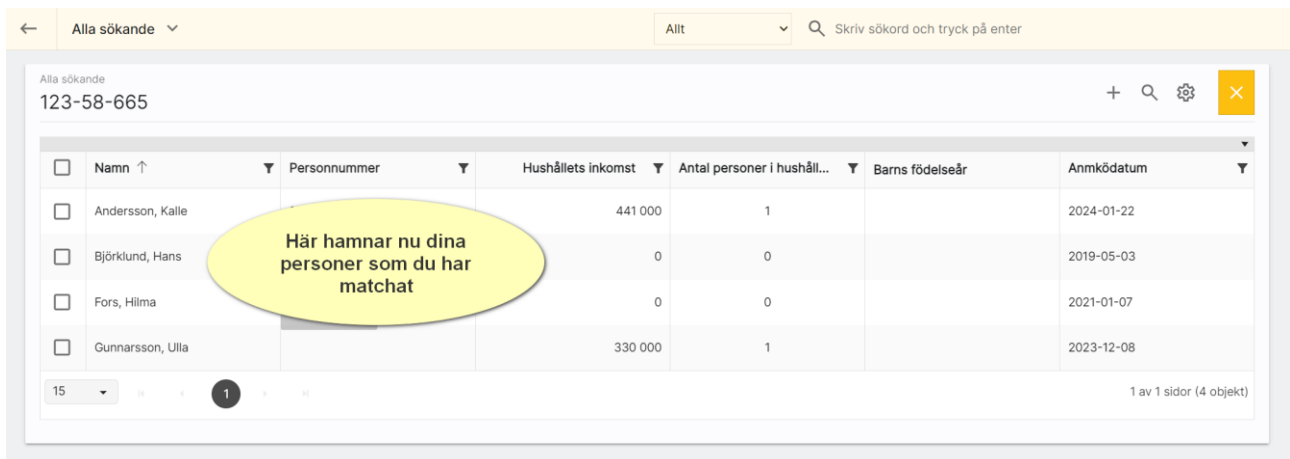 Alla sökande
Allt
Skriv sökord och tryck på enter
Alla sökande
123-58-665
Namn Personnummer Hushållets inkomst Antal personer i hushåll... Barns födelseår Anmködatum
Andersson, Kalle 441 000 1 2024-01-22
Björklund, Hans 0 0 2019-05-03
Fors, Hilma 0 0 2021-01-07
Gunnarsson, Ulla 330 000 1 2023-12-08
Här hamnar nu dina
personer som du har
matchat
15 1 1 av 1 sidor (4 objekt)